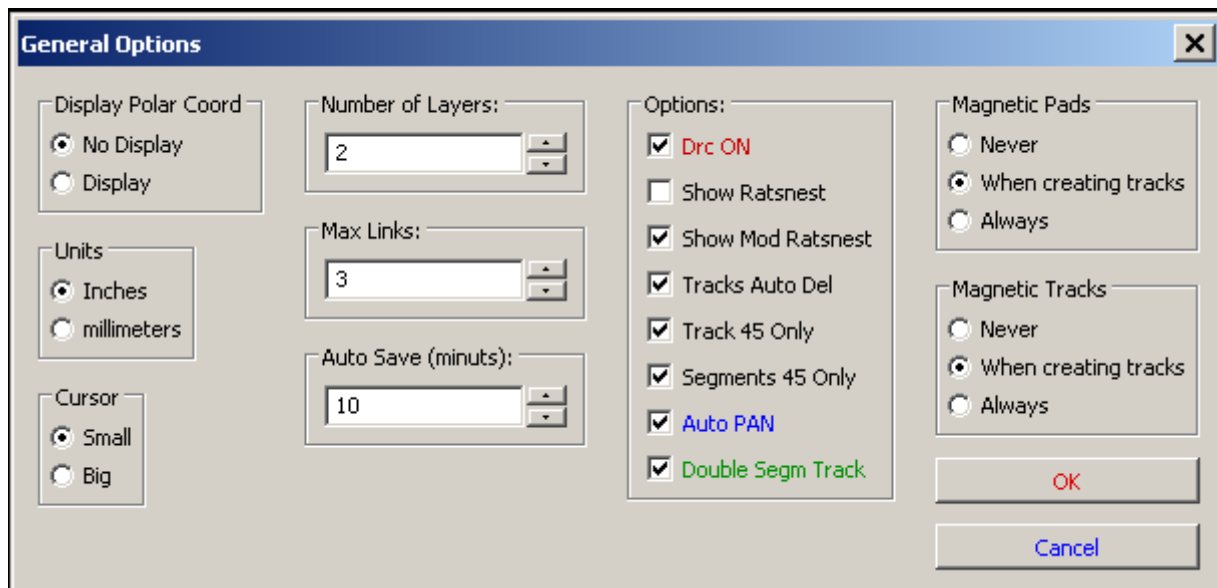 General Options
Display Polar Coord
No Display
Display
Units
Inches
millimeters
Cursor
Small
Big
Number of Layers:
2
Max Links:
3
Auto Save (minuts):
10
Options:
Drc ON
Show Ratsnest
Show Mod Ratsnest
Tracks Auto Del
Track 45 Only
Segments 45 Only
Auto PAN
Double Segm Track
Magnetic Pads
Never
When creating tracks
Always
Magnetic Tracks
Never
When creating tracks
Always
OK
Cancel